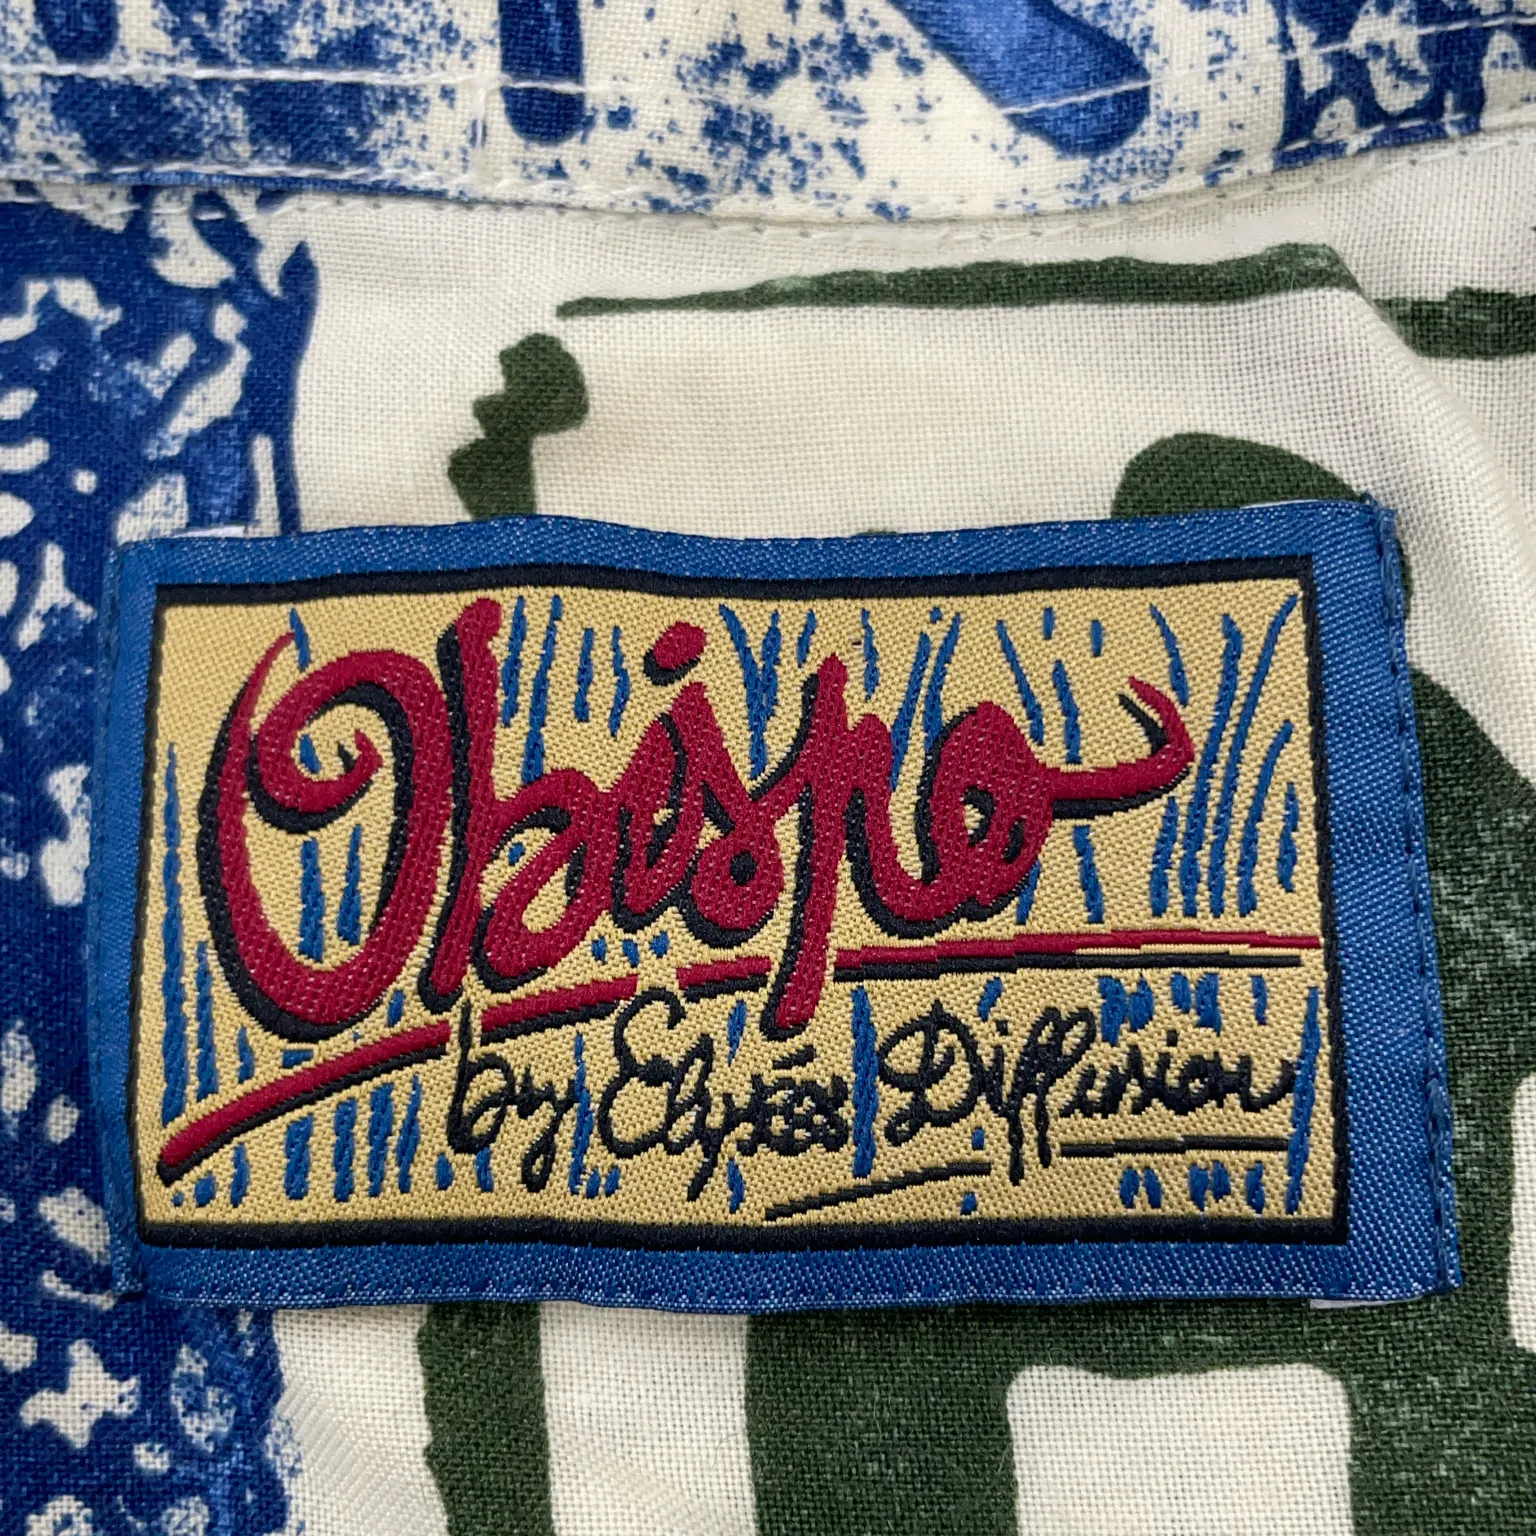 Obispo
by Elysées Diffusion